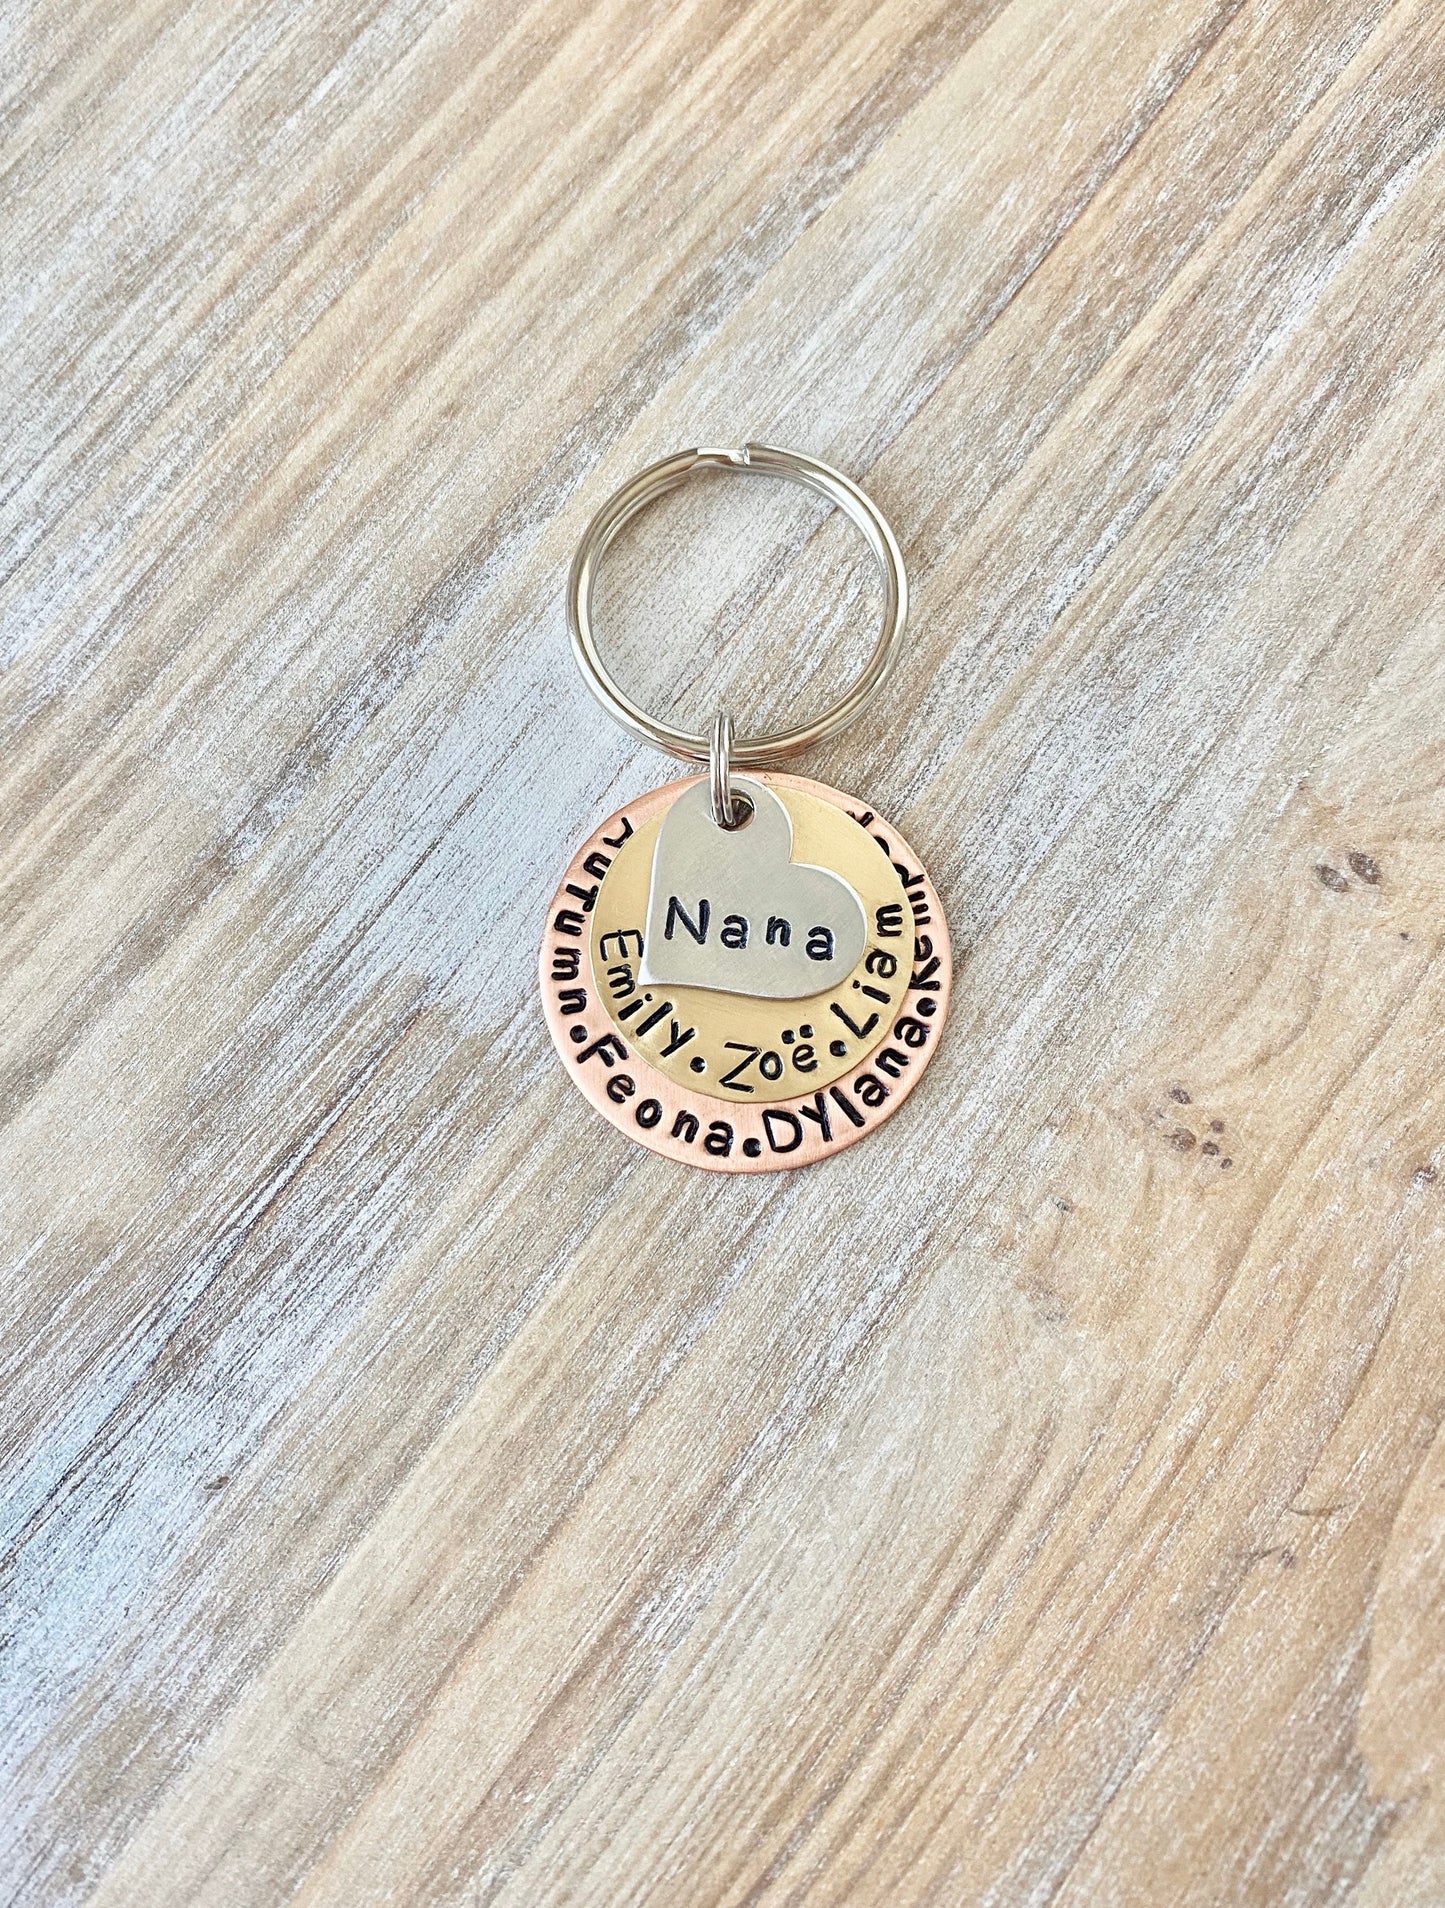 Nana
Emily • Zoë • Liam
Autumn • Feona • Dylana •